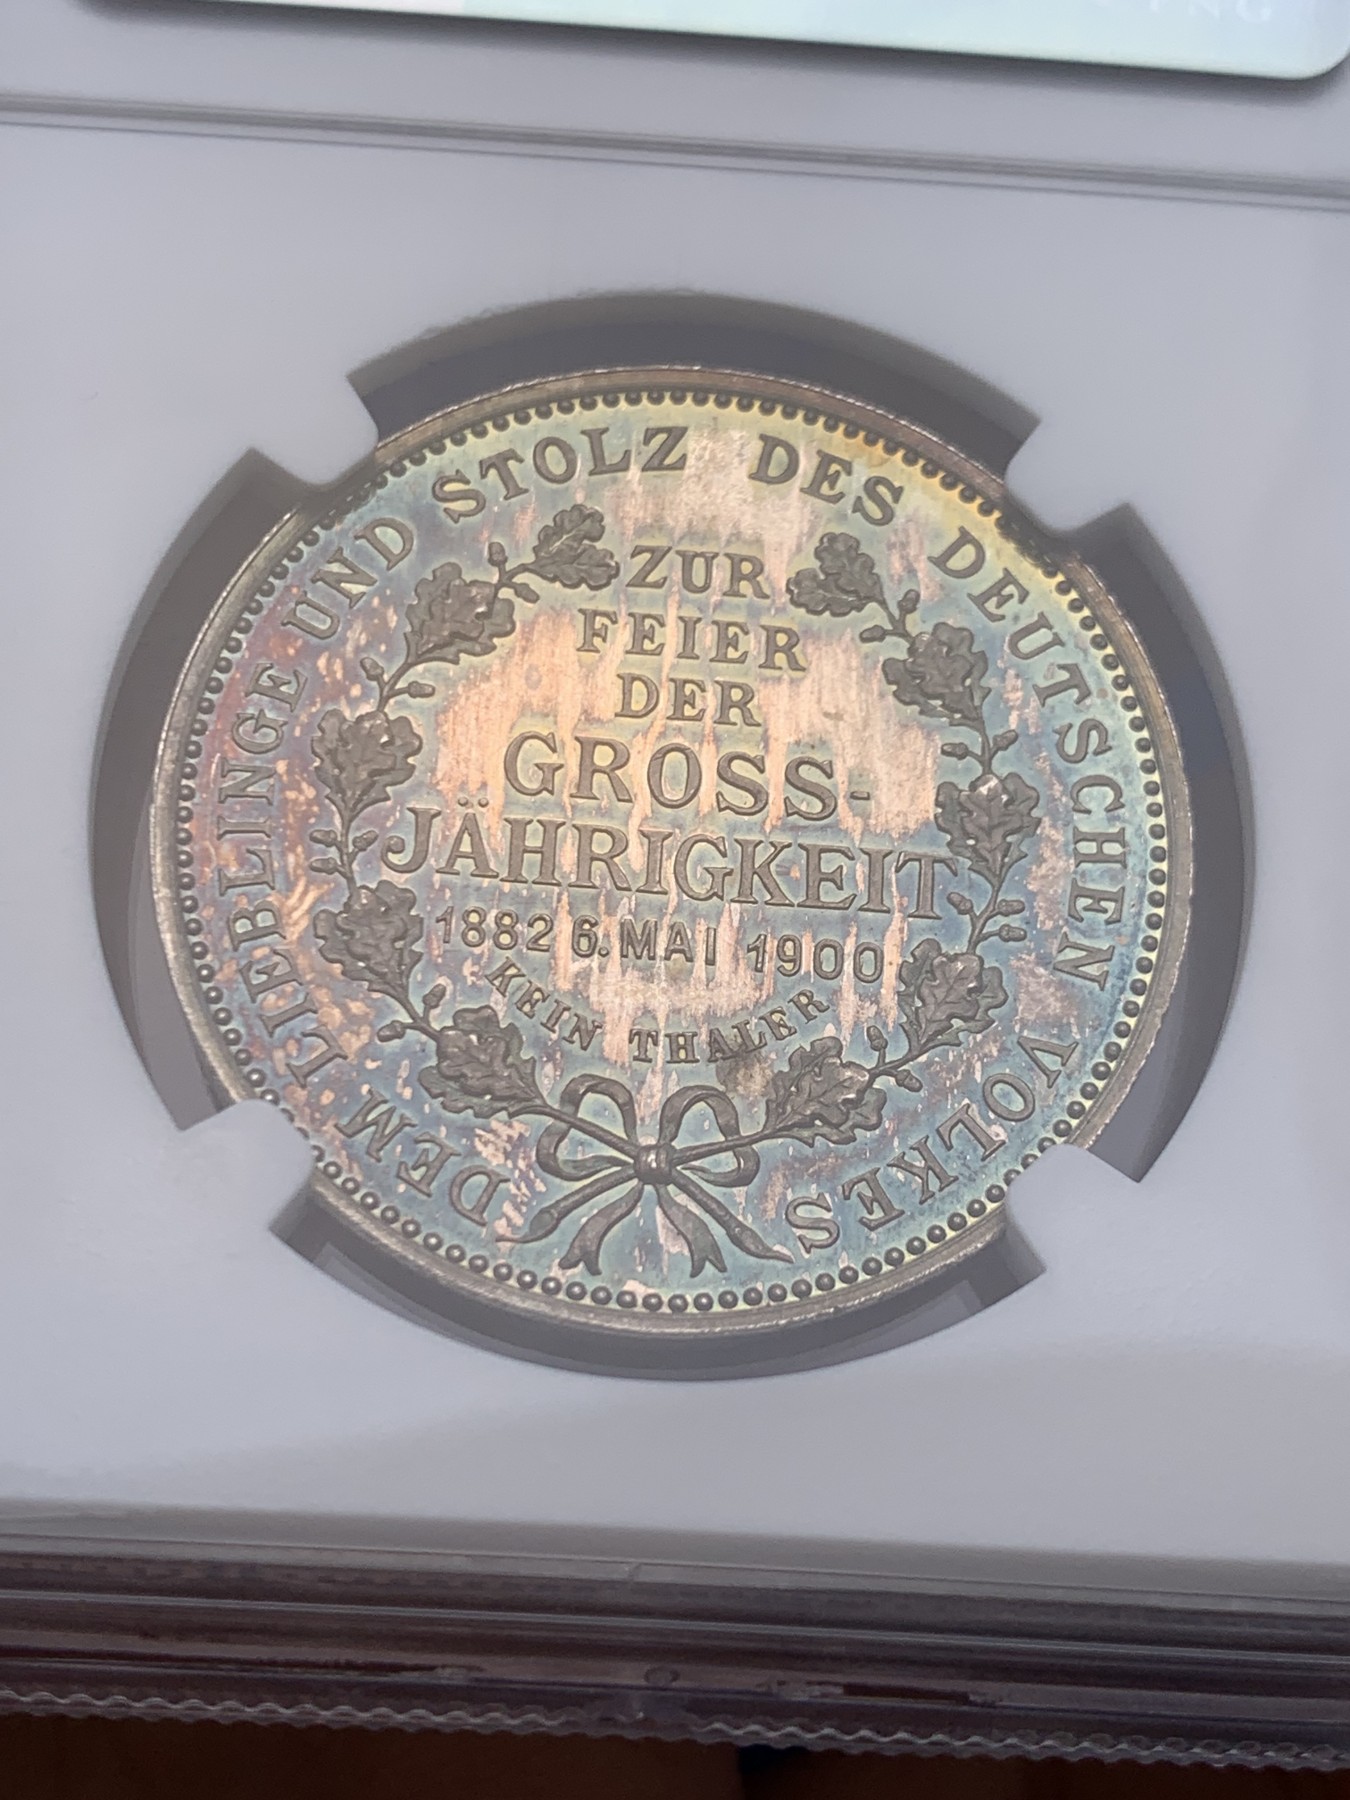 DEM LIEBLINGE UND STOLZ DES DEUTSCHEN VOLKES
ZUR
FEIER
DER
GROSS-
JÄHRIGKEIT
1882 6. MAI 1900
KEIN THALER